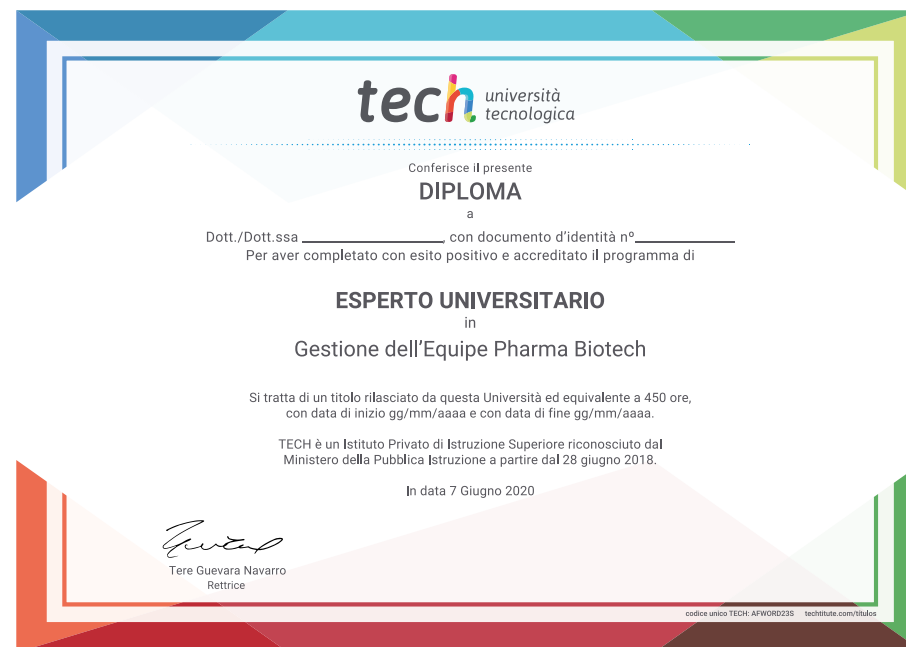 tech università
tecnologica
Conferisce il presente
DIPLOMA
a
Dott./Dott.ssa ____________________, con documento d'identità nº______________
Per aver completato con esito positivo e accreditato il programma di
ESPERTO UNIVERSITARIO
in
Gestione dell'Equipe Pharma Biotech
Si tratta di un titolo rilasciato da questa Università ed equivalente a 450 ore,
con data di inizio gg/mm/aaaa e con data di fine gg/mm/aaaa.
TECH è un Istituto Privato di Istruzione Superiore riconosciuto dal
Ministero della Pubblica Istruzione a partire dal 28 giugno 2018.
In data 7 Giugno 2020
Tere Guevara Navarro
Rettrice
codice unico TECH: AFWORD23S techtitute.com/titulos